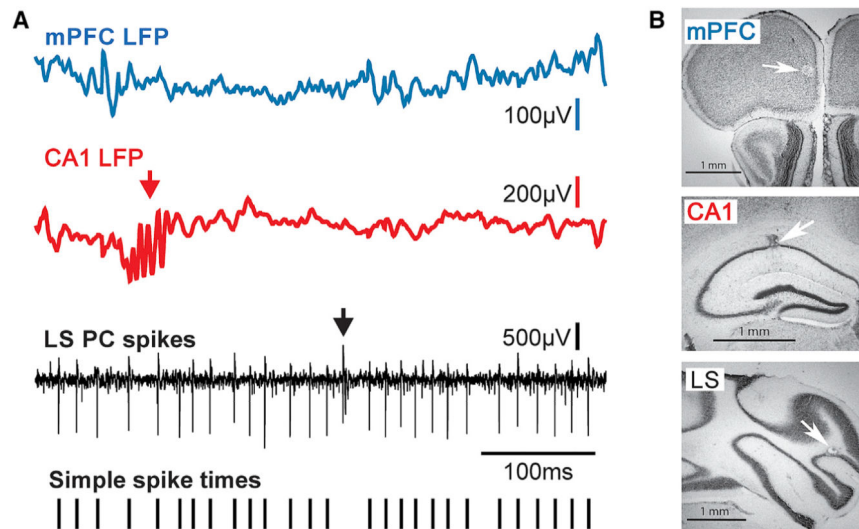 A
mPFC LFP
100µV
CA1 LFP
200µV
LS PC spikes
500µV
100ms
Simple spike times
B
mPFC
1 mm
CA1
1 mm
LS
1 mm